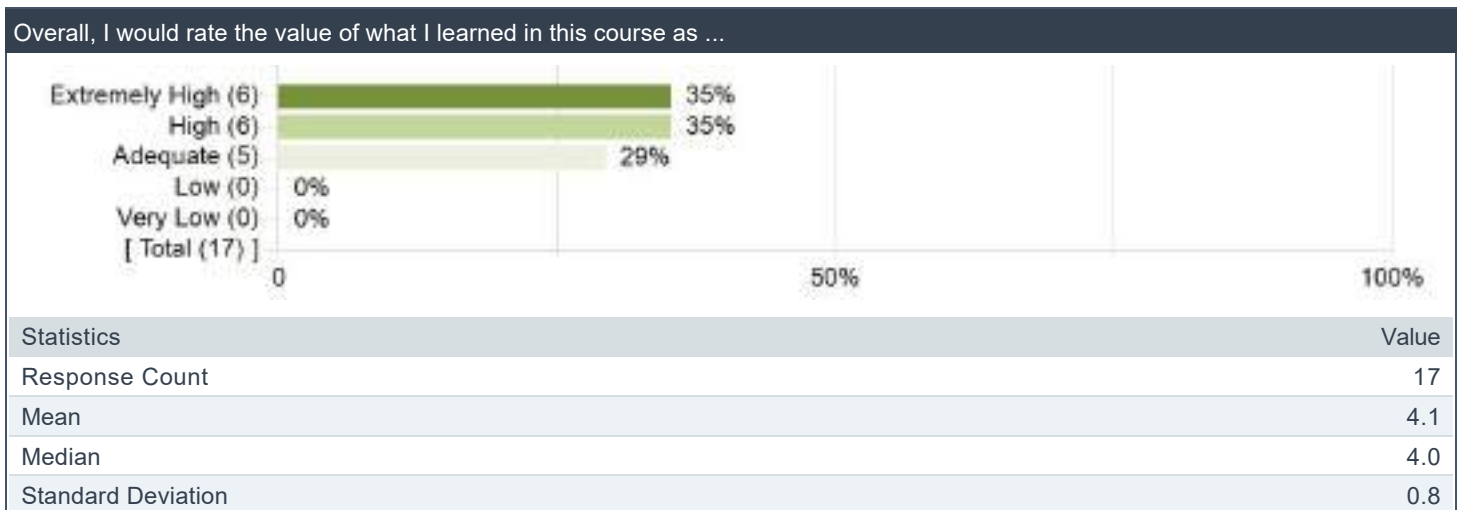 Overall, I would rate the value of what I learned in this course as ...
Extremely High (6) 35%
High (6) 35%
Adequate (5) 29%
Low (0) 0%
Very Low (0) 0%
[ Total (17) ]
0 50% 100%
Statistics Value
Response Count 17
Mean 4.1
Median 4.0
Standard Deviation 0.8